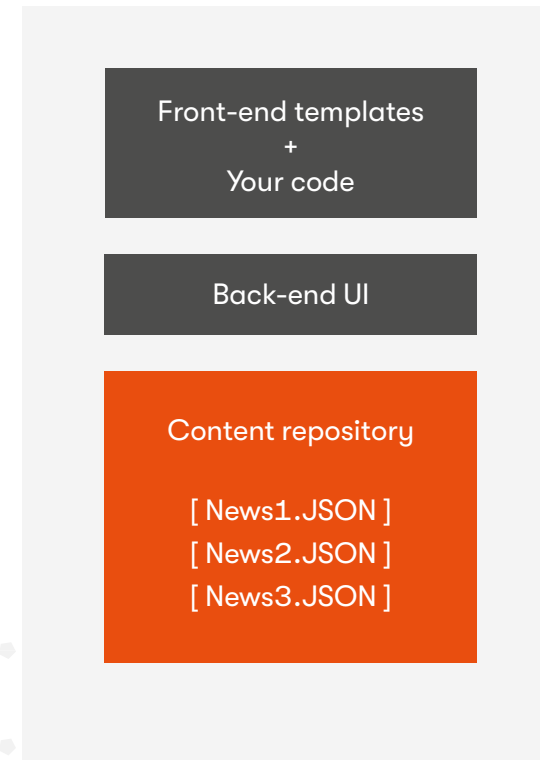 Front-end templates
+
Your code
Back-end UI
Content repository
[ News1.JSON ]
[ News2.JSON ]
[ News3.JSON ]